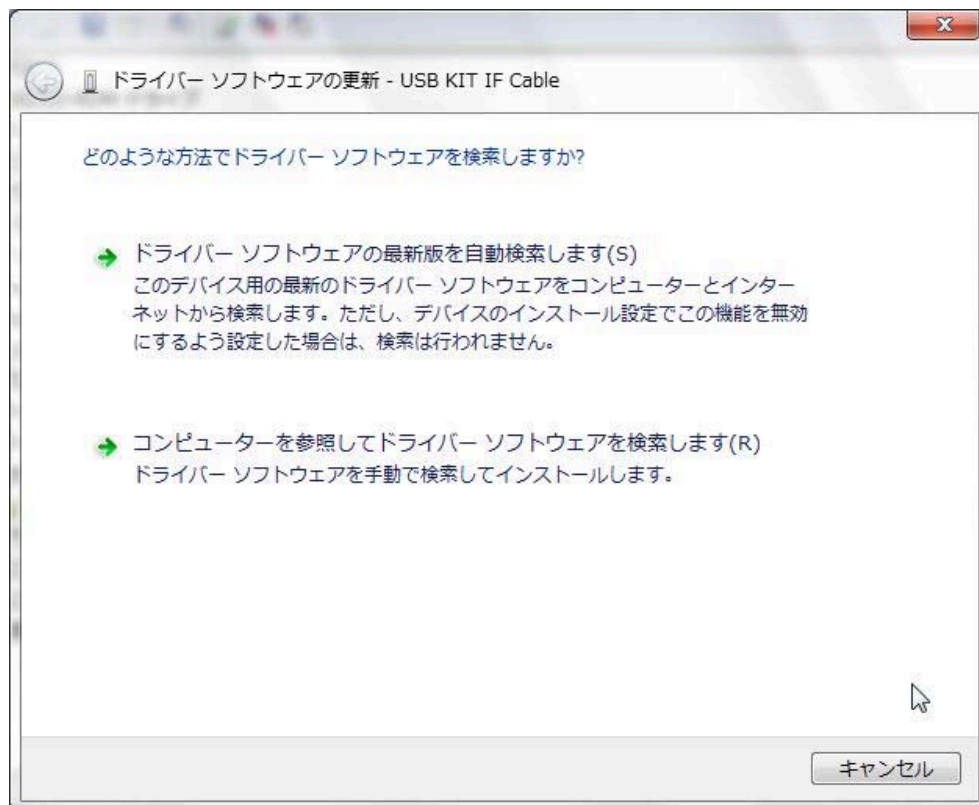 ドライバー ソフトウェアの更新 - USB KIT IF Cable
どのような方法でドライバー ソフトウェアを検索しますか?
ドライバー ソフトウェアの最新版を自動検索します(S)
このデバイス用の最新のドライバー ソフトウェアをコンピューターとインター
ネットから検索します。ただし、デバイスのインストール設定でこの機能を無効
にするよう設定した場合は、検索は行われません。
コンピューターを参照してドライバー ソフトウェアを検索します(R)
ドライバー ソフトウェアを手動で検索してインストールします。
キャンセル